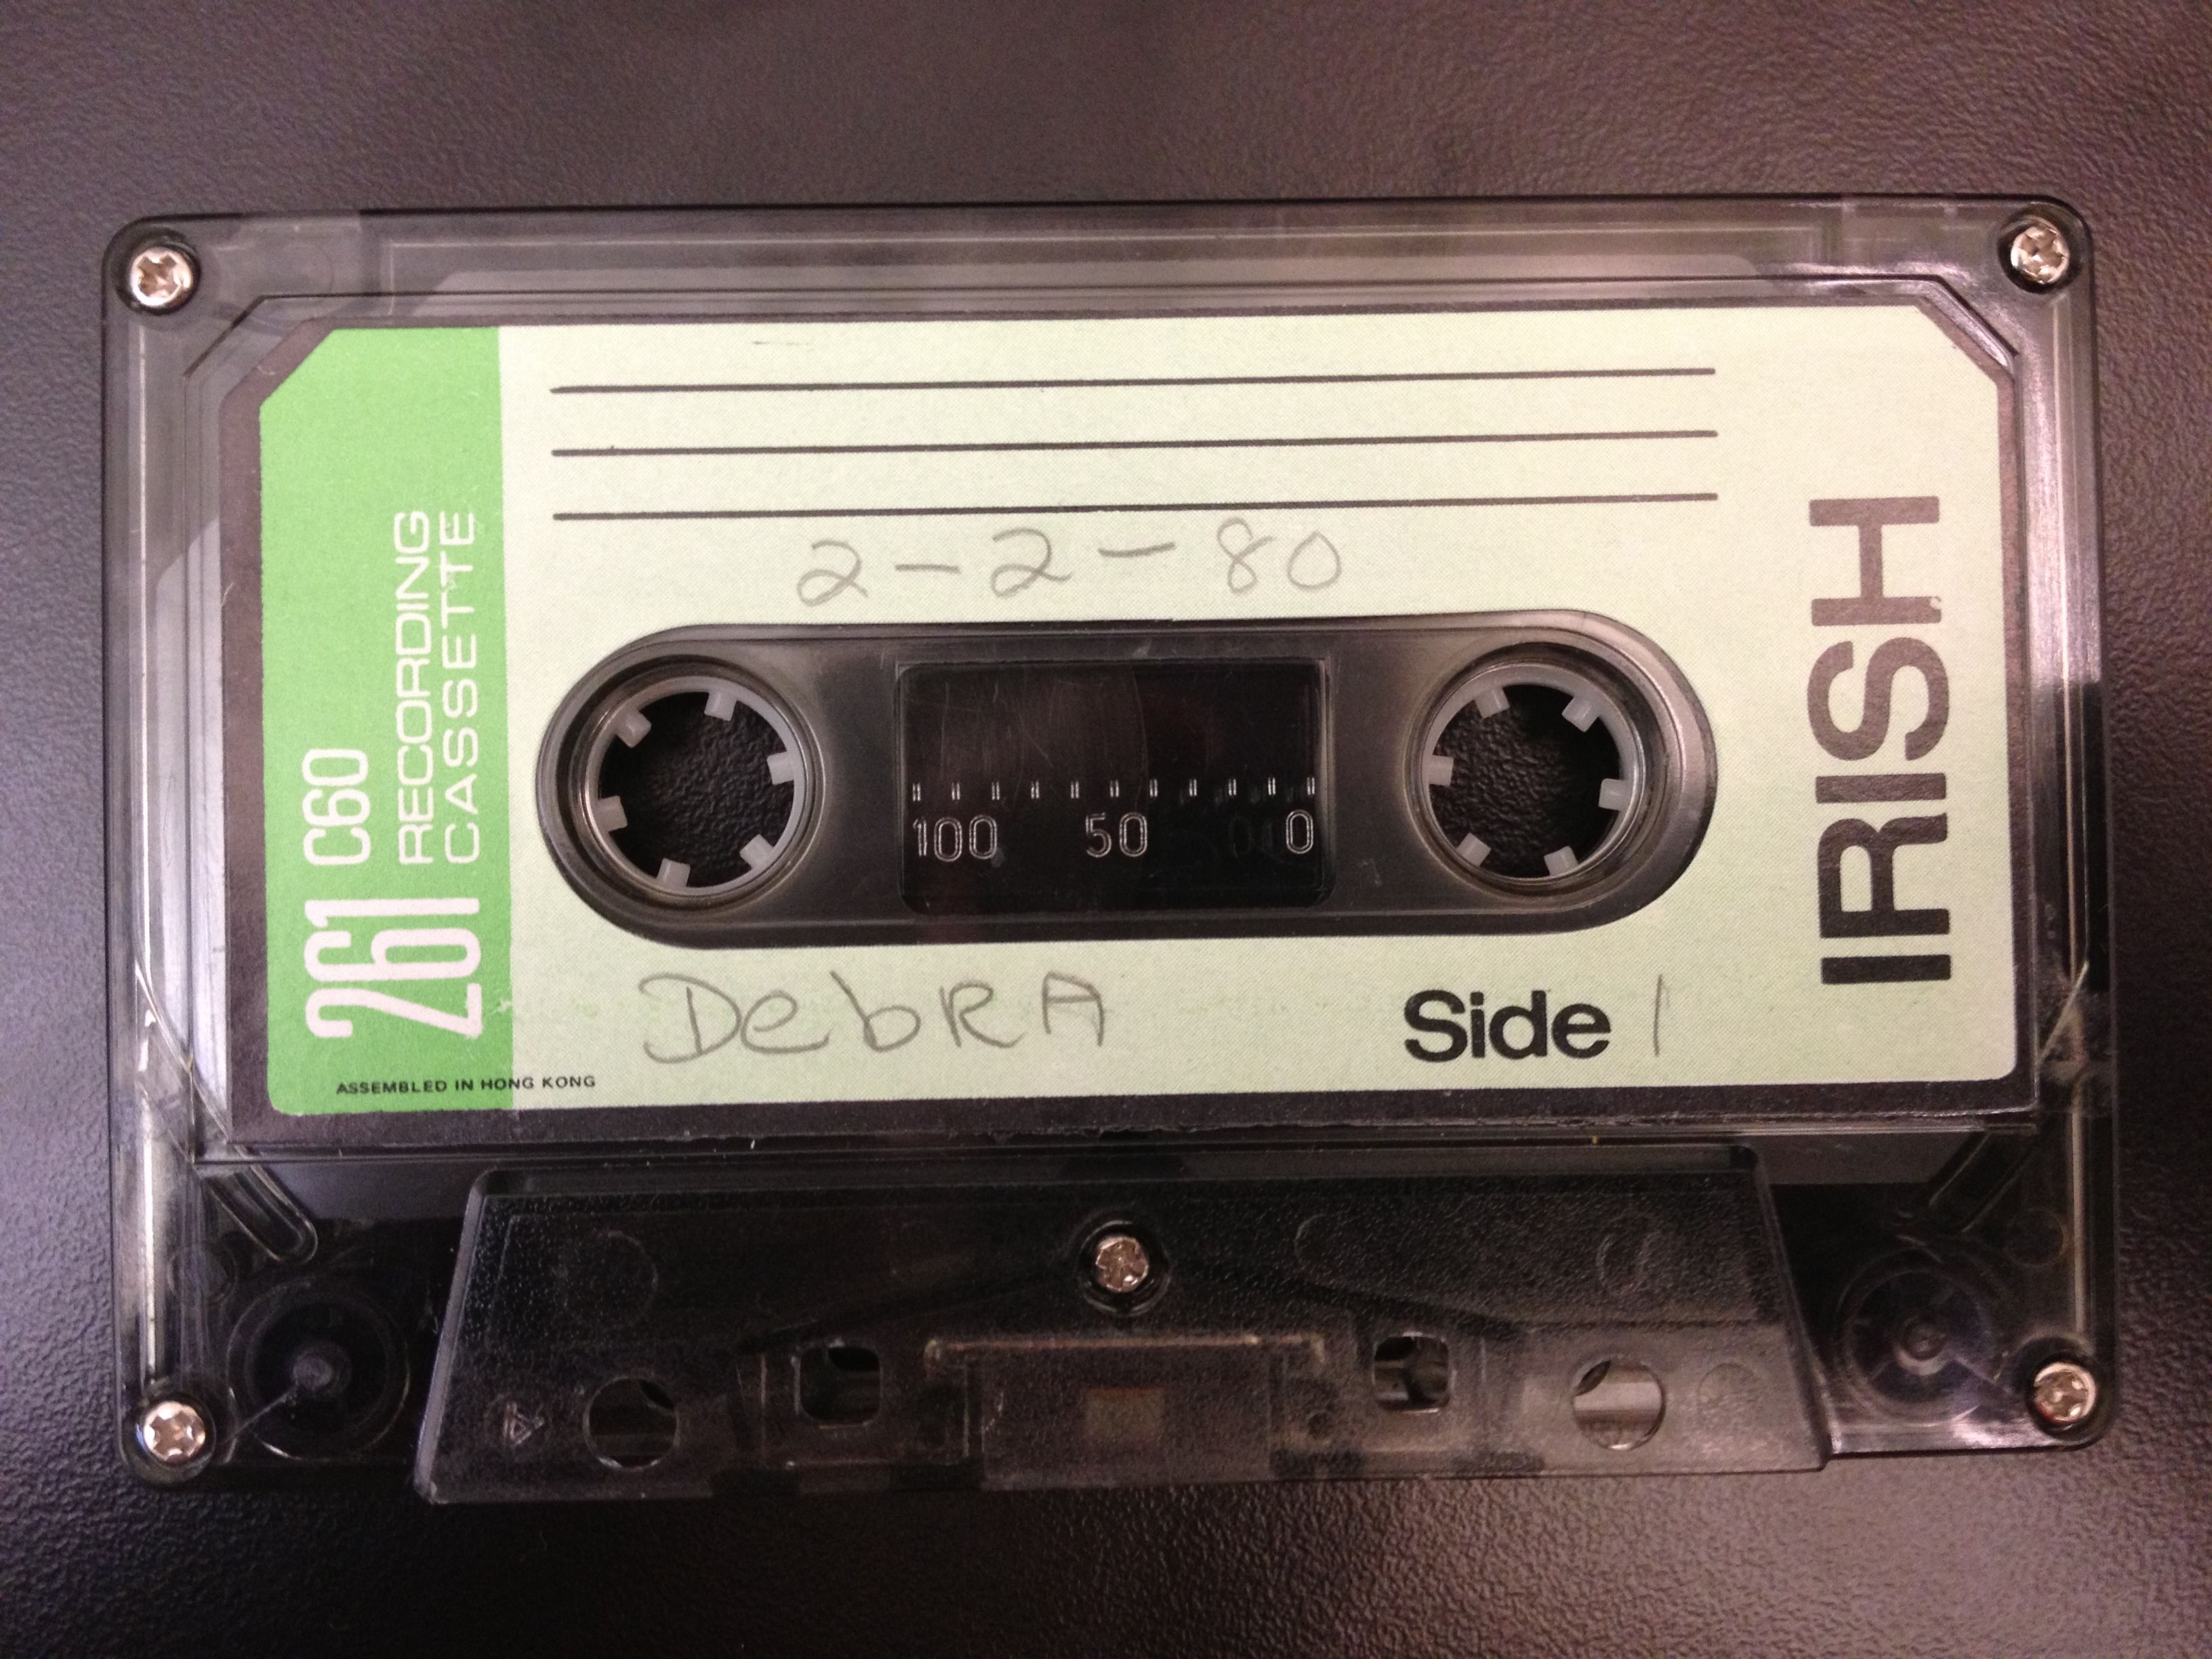 2-2-80
261 C60
RECORDING
CASSETTE
100 50 0
IRISH
DebRA
Side 1
ASSEMBLED IN HONG KONG